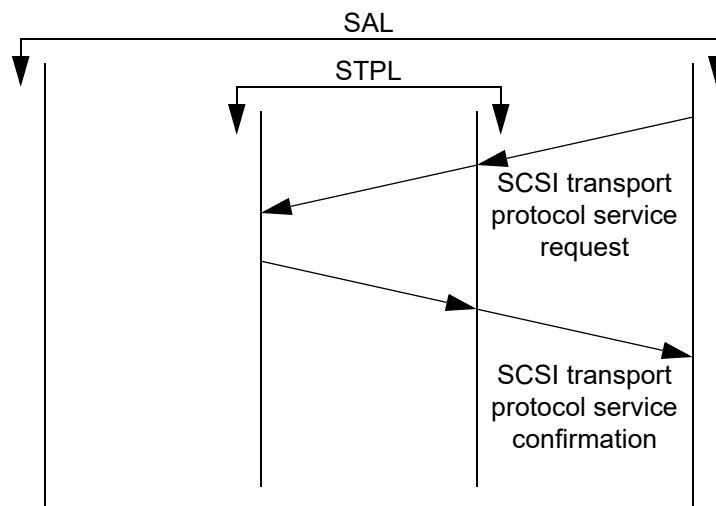 SAL
STPL
SCSI transport
protocol service
request
SCSI transport
protocol service
confirmation